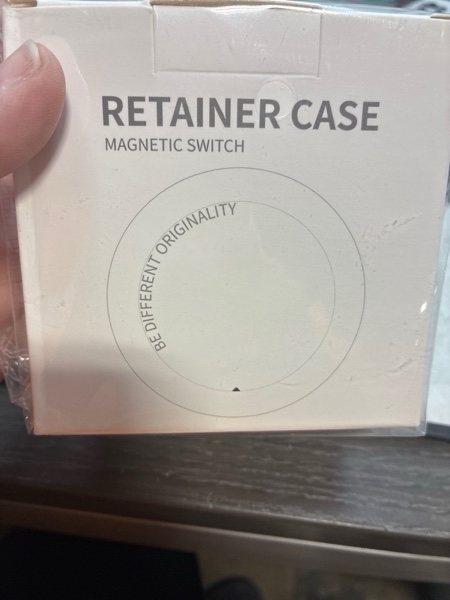 RETAINER CASE
MAGNETIC SWITCH
BE DIFFERENT ORIGINALITY